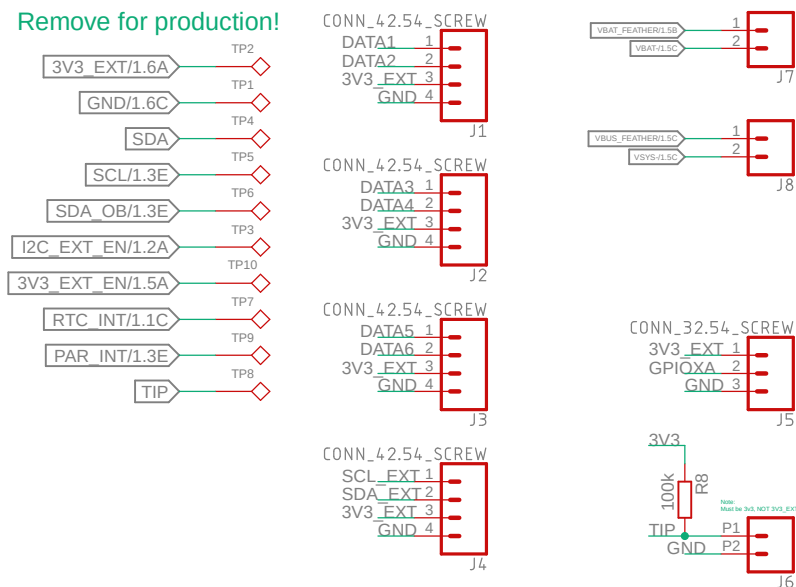 Remove for production!
TP2
3V3_EXT/1.6A
TP1
GND/1.6C
TP4
SDA
TP5
SCL/1.3E
TP6
SDA_OB/1.3E
TP3
I2C_EXT_EN/1.2A
TP10
3V3_EXT_EN/1.5A
TP7
RTC_INT/1.1C
TP9
PAR_INT/1.3E
TP8
TIP
CONN_42.54_SCREW
DATA1 1
DATA2 2
3V3_EXT 3
GND 4
J1
CONN_42.54_SCREW
DATA3 1
DATA4 2
3V3_EXT 3
GND 4
J2
CONN_42.54_SCREW
DATA5 1
DATA6 2
3V3_EXT 3
GND 4
J3
CONN_42.54_SCREW
SCL_EXT 1
SDA_EXT 2
3V3_EXT 3
GND 4
J4
VBAT_FEATHER/1.5B 1
VBAT-/1.5C 2
J7
VBUS_FEATHER/1.5C 1
VSYS-/1.5C 2
J8
CONN_32.54_SCREW
3V3_EXT 1
GPIOXA 2
GND 3
J5
3V3
100k
R8
Note:
Must be 3v3, NOT 3V3_EXT
TIP P1
GND P2
J6